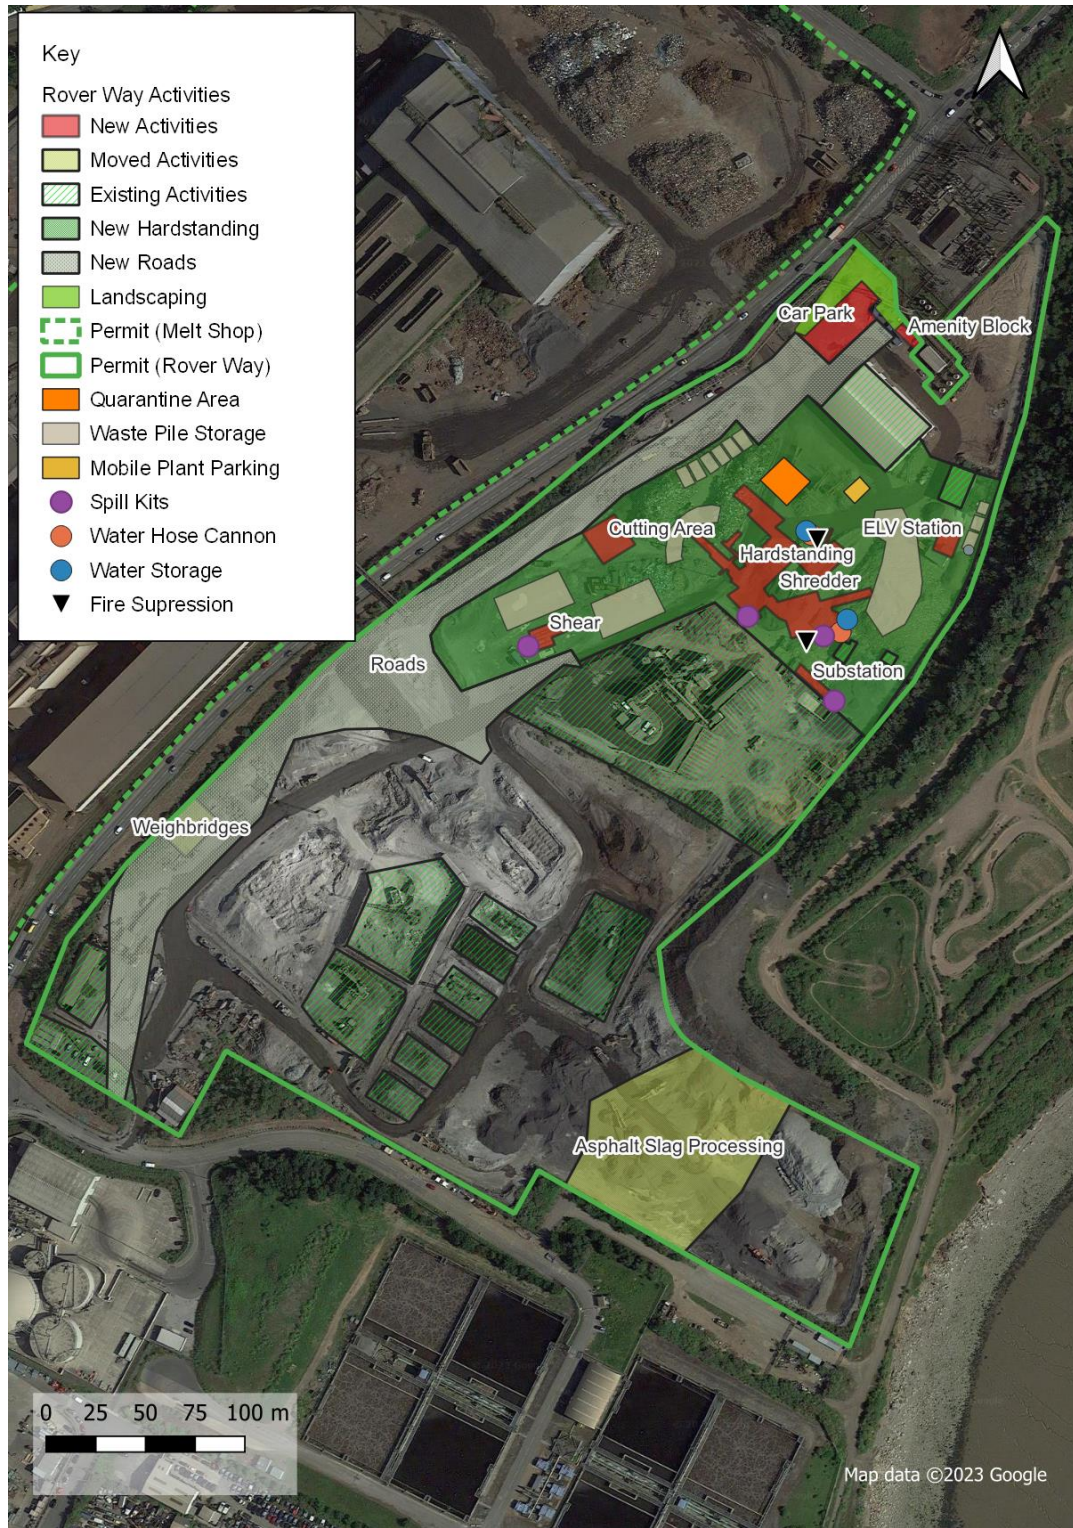 Key
Rover Way Activities
New Activities
Moved Activities
Existing Activities
New Hardstanding
New Roads
Landscaping
Permit (Melt Shop)
Permit (Rover Way)
Quarantine Area
Waste Pile Storage
Mobile Plant Parking
Spill Kits
Water Hose Cannon
Water Storage
Fire Supression
Car Park
Amenity Block
Cutting Area
ELV Station
Hardstanding
Shredder
Shear
Roads
Substation
Weighbridges
Asphalt Slag Processing
0 25 50 75 100 m
Map data ©2023 Google